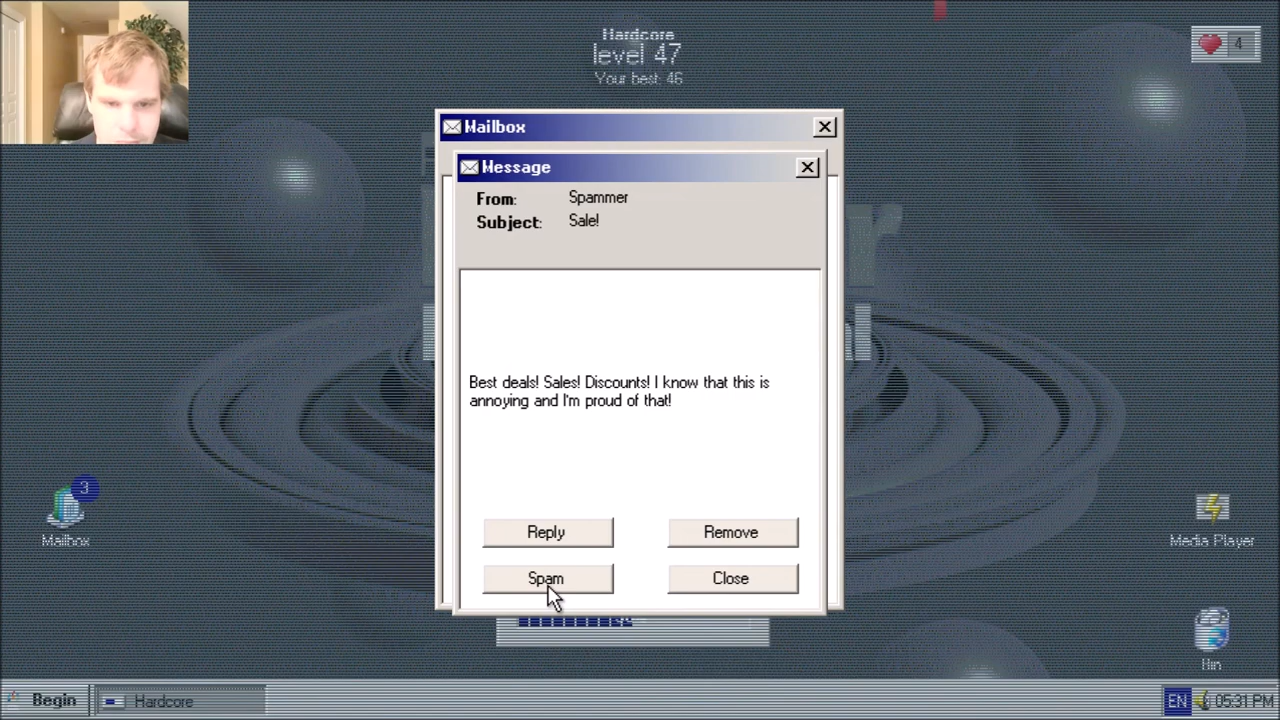 Hardcore
level 47
Your best: 46
4
Mailbox
Message
From: Spammer
Subject: Sale!
Best deals! Sales! Discounts! I know that this is
annoying and I'm proud of that!
Reply
Remove
Spam
Close
3
Mailbox
Media Player
Bin
Begin
Hardcore
EN
05:31 PM